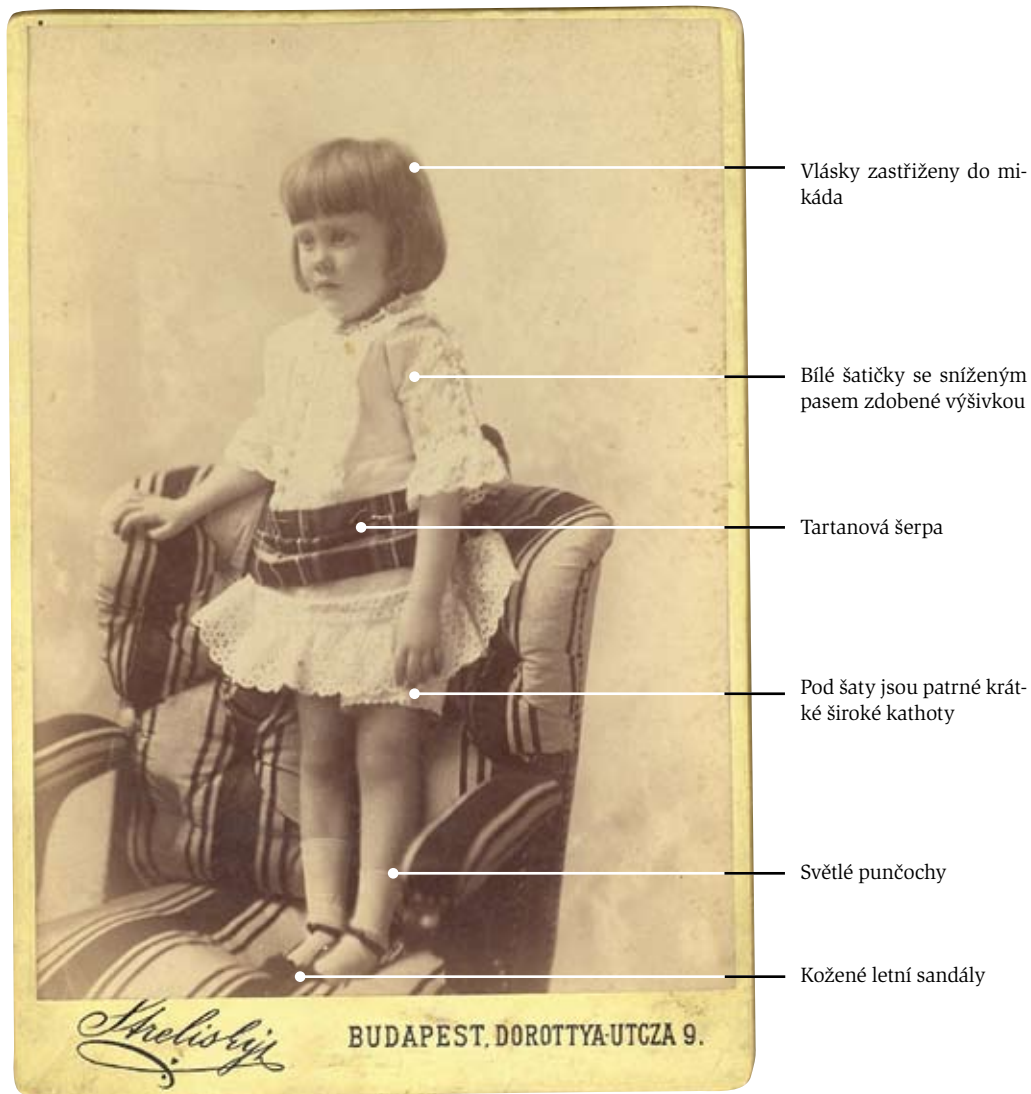 Vlásky zastřiženy do mi-
káda
Bílé šatičky se sníženým
pasem zdobené výšivkou
Tartanová šerpa
Pod šaty jsou patrné krát-
ké široké kathoty
Světlé punčochy
Kožené letní sandály
Strelisky
BUDAPEST, DOROTTYA-UTCZA 9.